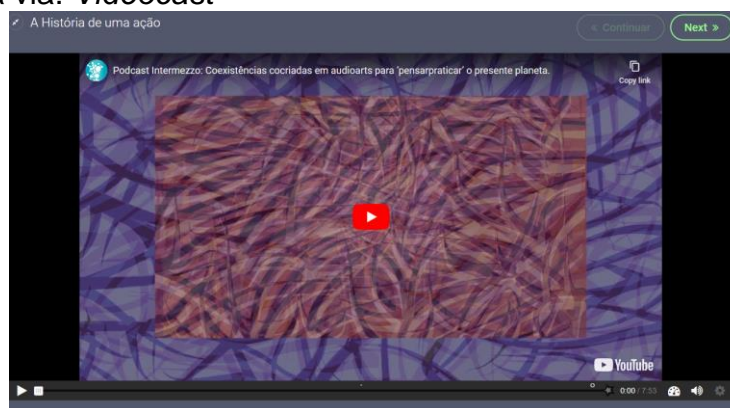 via: Videocast
A História de uma ação
« Continuar
Next »
Podcast Intermezzo: Coexistências cocriadas em audioarts para 'pensarpraticar' o presente planeta.
Copy link
YouTube
0:00 / 7:55